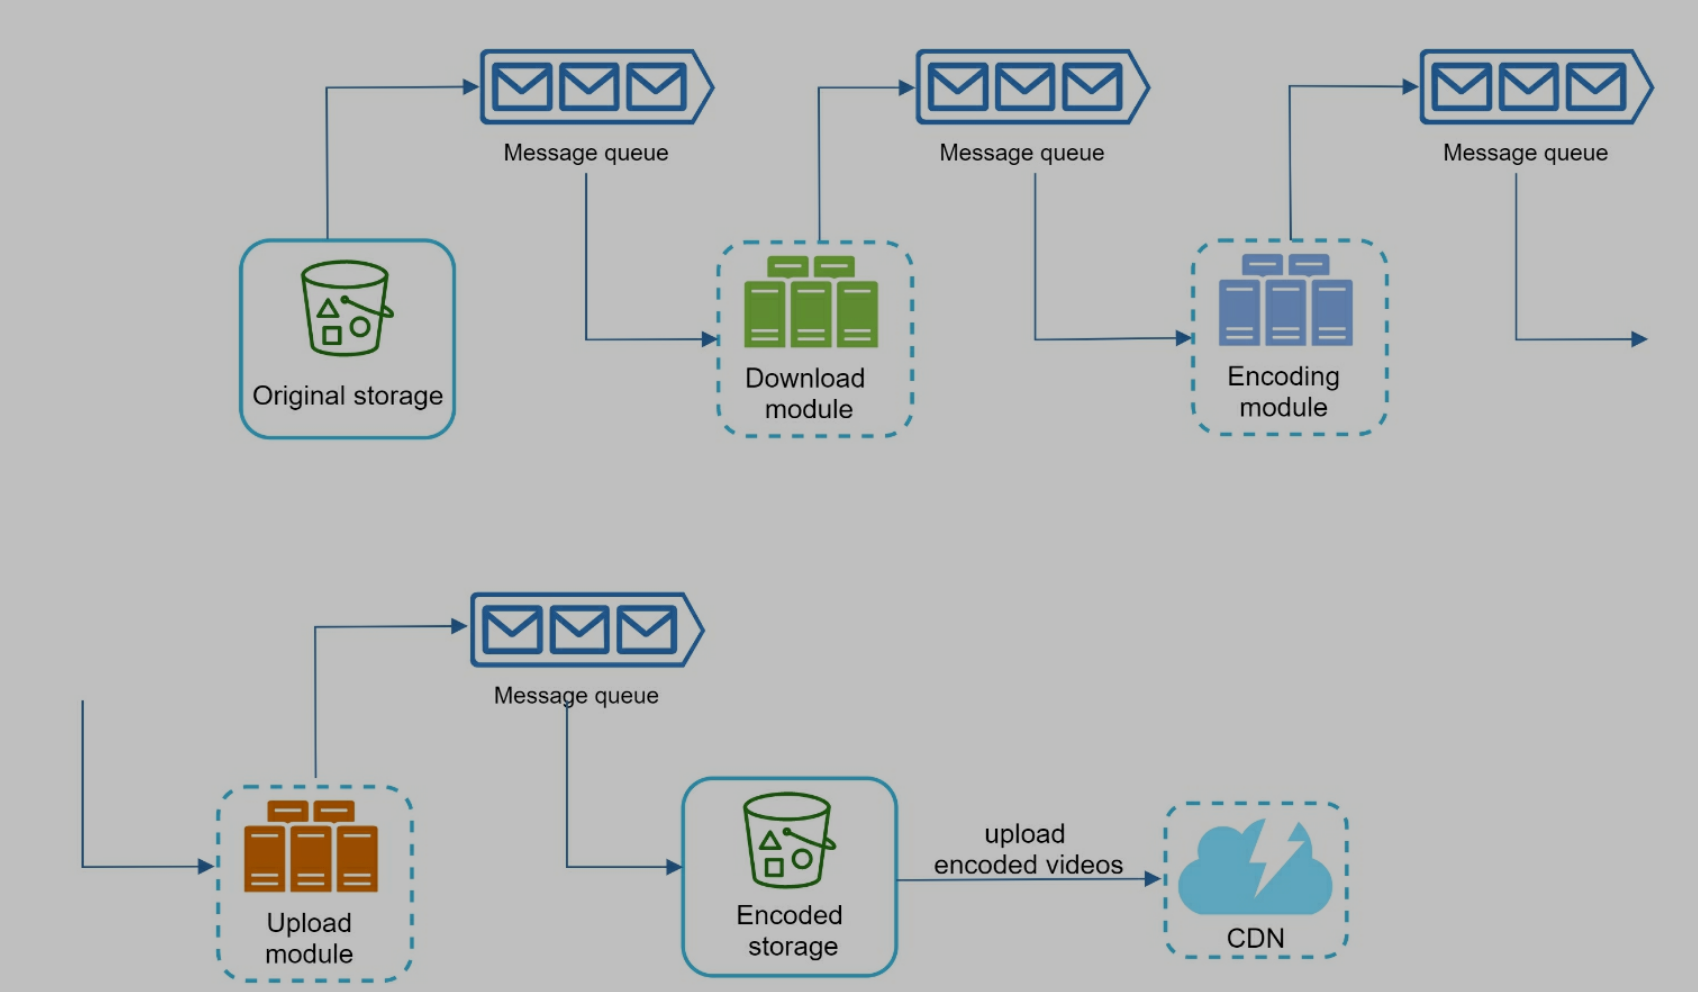 Message queue
Message queue
Message queue
Original storage
Download
module
Encoding
module
Message queue
Upload
module
Encoded
storage
upload
encoded videos
CDN